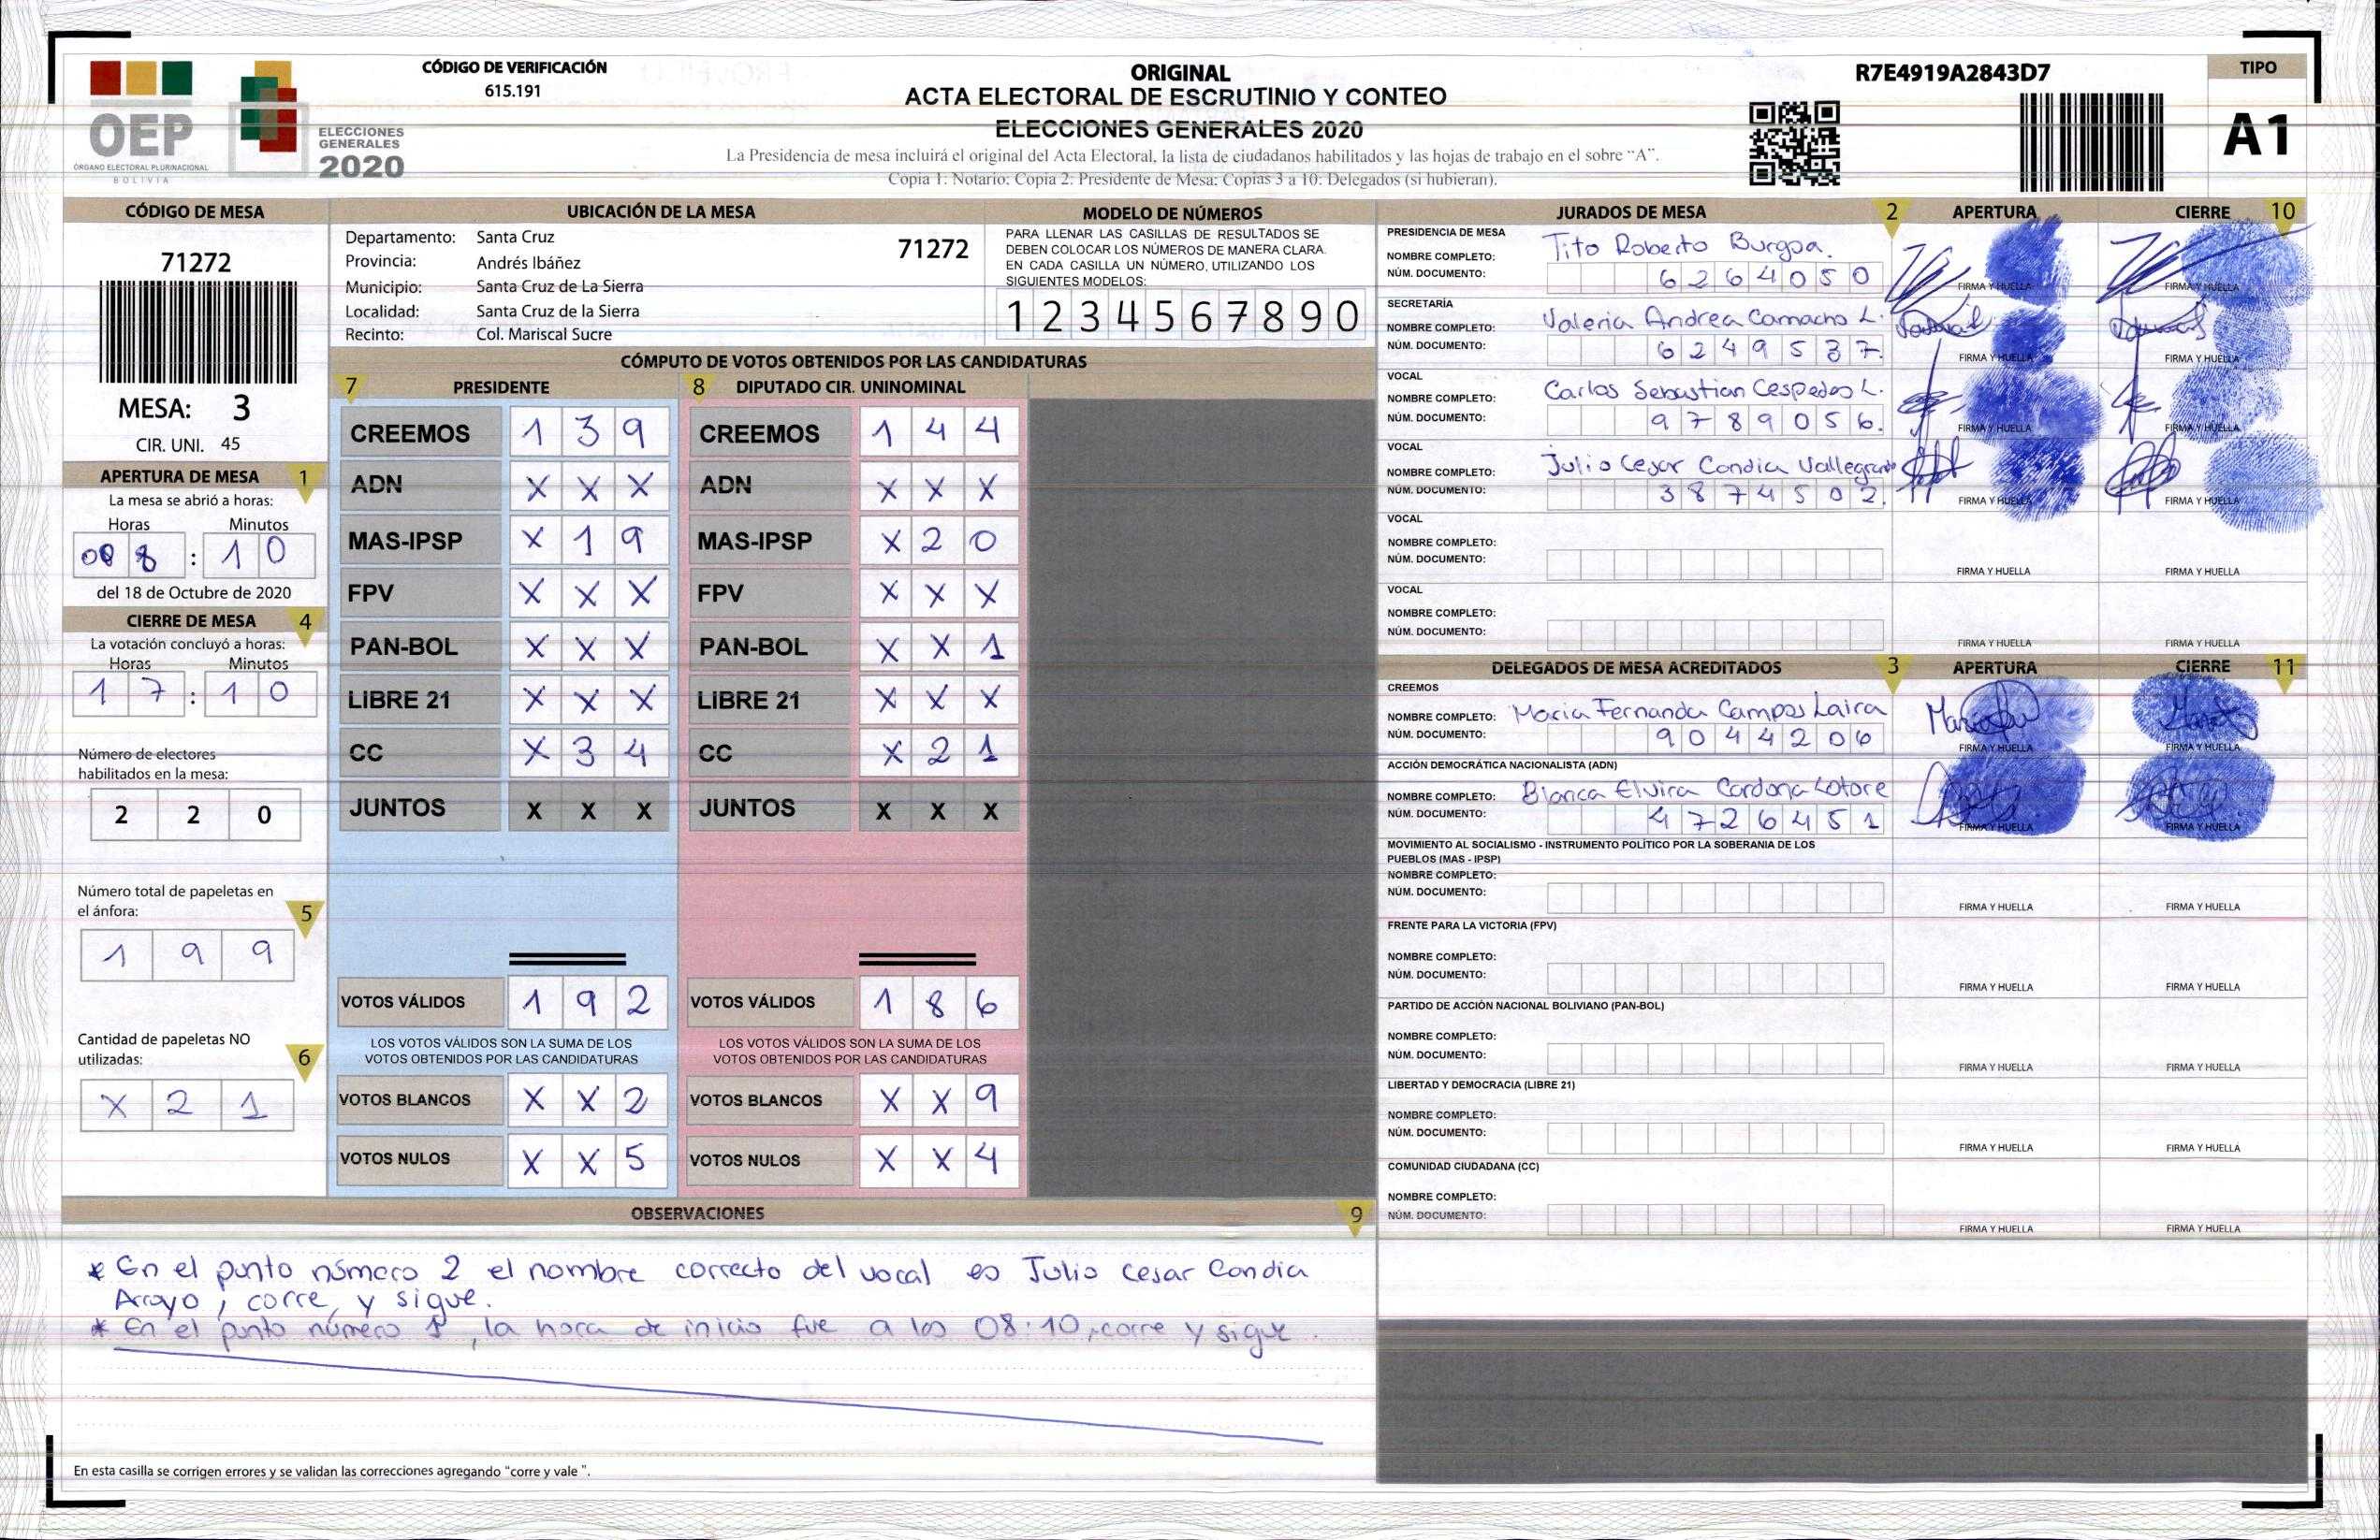 OEP
ÓRGANO ELECTORAL PLURINACIONAL
BOLIVIA
ELECCIONES
GENERALES
2020
CÓDIGO DE VERIFICACIÓN
615.191
ORIGINAL
ACTA ELECTORAL DE ESCRUTINIO Y CONTEO
ELECCIONES GENERALES 2020
La Presidencia de mesa incluirá el original del Acta Electoral, la lista de ciudadanos habilitados y las hojas de trabajo en el sobre “A”.
Copia 1: Notario; Copia 2: Presidente de Mesa; Copias 3 a 10: Delegados (si hubieran).
R7E4919A2843D7
TIPO
A1
CÓDIGO DE MESA
71272
MESA: 3
CIR. UNI. 45
APERTURA DE MESA 1
La mesa se abrió a horas:
Horas Minutos
8 : 1 0
del 18 de Octubre de 2020
CIERRE DE MESA 4
La votación concluyó a horas:
Horas Minutos
1 7 : 1 0
Número de electores
habilitados en la mesa:
2 2 0
Número total de papeletas en
el ánfora: 5
1 9 9
Cantidad de papeletas NO
utilizadas: 6
X 2 1
UBICACIÓN DE LA MESA
Departamento: Santa Cruz
71272
Provincia: Andrés Ibáñez
Municipio: Santa Cruz de La Sierra
Localidad: Santa Cruz de la Sierra
Recinto: Col. Mariscal Sucre
MODELO DE NÚMEROS
PARA LLENAR LAS CASILLAS DE RESULTADOS SE
DEBEN COLOCAR LOS NÚMEROS DE MANERA CLARA.
EN CADA CASILLA UN NÚMERO, UTILIZANDO LOS
SIGUIENTES MODELOS:
1 2 3 4 5 6 7 8 9 0
CÓMPUTO DE VOTOS OBTENIDOS POR LAS CANDIDATURAS
7 PRESIDENTE
CREEMOS 1 3 9
ADN X X X
MAS-IPSP X 1 9
FPV X X X
PAN-BOL X X X
LIBRE 21 X X X
CC X 3 4
JUNTOS X X X
VOTOS VÁLIDOS 1 9 2
LOS VOTOS VÁLIDOS SON LA SUMA DE LOS
VOTOS OBTENIDOS POR LAS CANDIDATURAS
VOTOS BLANCOS X X 2
VOTOS NULOS X X 5
8 DIPUTADO CIR. UNINOMINAL
CREEMOS 1 4 4
ADN X X X
MAS-IPSP X 2 0
FPV X X X
PAN-BOL X X 1
LIBRE 21 X X X
CC X 2 1
JUNTOS X X X
VOTOS VÁLIDOS 1 8 6
LOS VOTOS VÁLIDOS SON LA SUMA DE LOS
VOTOS OBTENIDOS POR LAS CANDIDATURAS
VOTOS BLANCOS X X 9
VOTOS NULOS X X 4
JURADOS DE MESA 2 APERTURA CIERRE 10
PRESIDENCIA DE MESA
NOMBRE COMPLETO: Tito Roberto Burgoa.
NÚM. DOCUMENTO: 6 2 6 4 0 5 0
FIRMA Y HUELLA FIRMA Y HUELLA
SECRETARÍA
NOMBRE COMPLETO: Valeria Andrea Camacho L.
NÚM. DOCUMENTO: 6 2 4 9 5 3 7.
FIRMA Y HUELLA FIRMA Y HUELLA
VOCAL
NOMBRE COMPLETO: Carlos Sebastian Cespedes L.
NÚM. DOCUMENTO: 9 7 8 9 0 5 6.
FIRMA Y HUELLA FIRMA Y HUELLA
VOCAL
NOMBRE COMPLETO: Julio Cesar Condia Vallegrande
NÚM. DOCUMENTO: 3 8 7 4 5 0 2.
FIRMA Y HUELLA FIRMA Y HUELLA
VOCAL
NOMBRE COMPLETO:
NÚM. DOCUMENTO:
FIRMA Y HUELLA FIRMA Y HUELLA
VOCAL
NOMBRE COMPLETO:
NÚM. DOCUMENTO:
FIRMA Y HUELLA FIRMA Y HUELLA
DELEGADOS DE MESA ACREDITADOS 3 APERTURA CIERRE 11
CREEMOS
NOMBRE COMPLETO: Maria Fernanda Campos Laira
NÚM. DOCUMENTO: 9 0 4 4 2 0 6
FIRMA Y HUELLA FIRMA Y HUELLA
ACCIÓN DEMOCRÁTICA NACIONALISTA (ADN)
NOMBRE COMPLETO: Blanca Elvira Cardona Lotore
NÚM. DOCUMENTO: 4 7 2 6 4 5 1
FIRMA Y HUELLA FIRMA Y HUELLA
MOVIMIENTO AL SOCIALISMO - INSTRUMENTO POLÍTICO POR LA SOBERANIA DE LOS
PUEBLOS (MAS - IPSP)
NOMBRE COMPLETO:
NÚM. DOCUMENTO:
FIRMA Y HUELLA FIRMA Y HUELLA
FRENTE PARA LA VICTORIA (FPV)
NOMBRE COMPLETO:
NÚM. DOCUMENTO:
FIRMA Y HUELLA FIRMA Y HUELLA
PARTIDO DE ACCIÓN NACIONAL BOLIVIANO (PAN-BOL)
NOMBRE COMPLETO:
NÚM. DOCUMENTO:
FIRMA Y HUELLA FIRMA Y HUELLA
LIBERTAD Y DEMOCRACIA (LIBRE 21)
NOMBRE COMPLETO:
NÚM. DOCUMENTO:
FIRMA Y HUELLA FIRMA Y HUELLA
COMUNIDAD CIUDADANA (CC)
NOMBRE COMPLETO:
NÚM. DOCUMENTO:
FIRMA Y HUELLA FIRMA Y HUELLA
OBSERVACIONES 9
* En el punto número 2 el nombre correcto del vocal es Julio Cesar Condia
Arroyo, corre, y sigue.
* En el punto número 1, la hora de inicio fue a las 08:10, corre y sigue.
En esta casilla se corrigen errores y se validan las correcciones agregando “corre y vale ”.